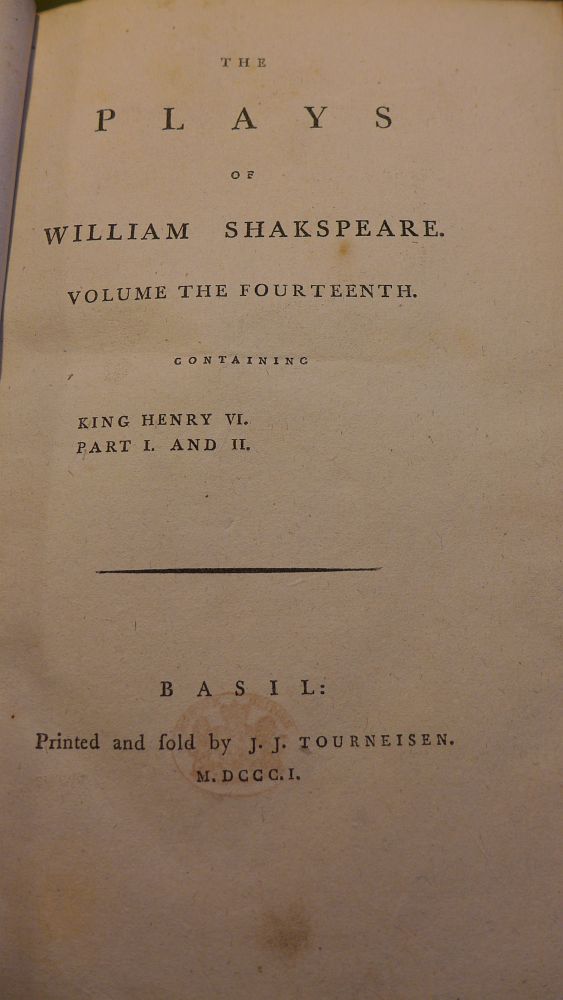 THE
PLAYS
OF
WILLIAM SHAKSPEARE.
VOLUME THE FOURTEENTH.
CONTAINING
KING HENRY VI.
PART I. AND II.
BASIL:
Printed and ſold by J. J. TOURNEISEN.
M.DCCC.I.